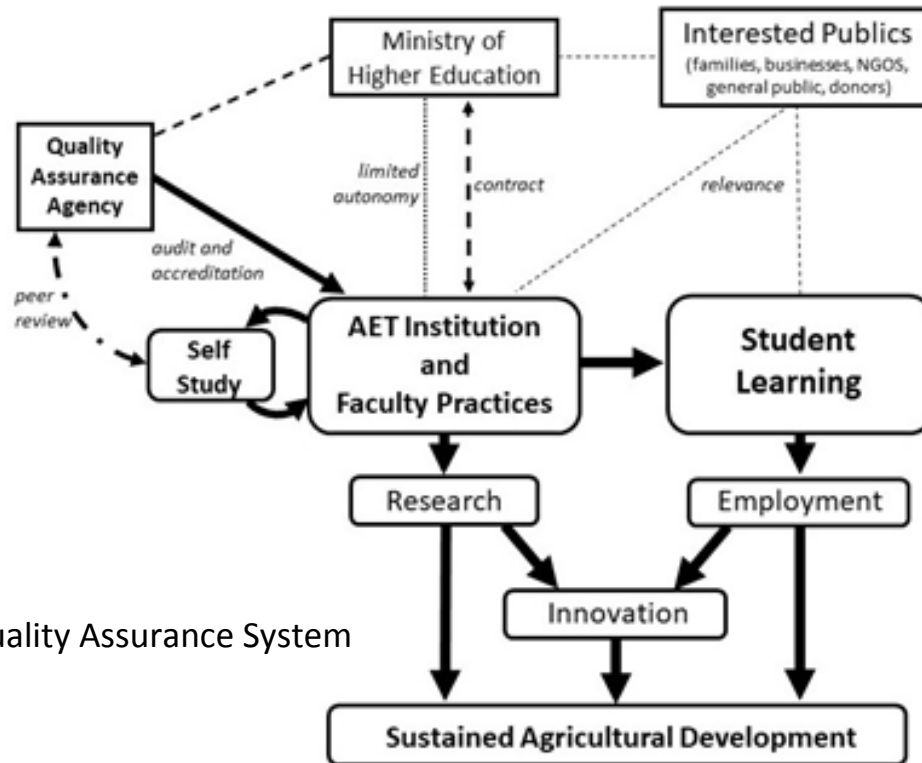 Ministry of
Higher Education
Interested Publics
(families, businesses, NGOS,
general public, donors)
Quality
Assurance
Agency
limited
autonomy
contract
relevance
audit and
accreditation
peer
review
Self
Study
AET Institution
and
Faculty Practices
Student
Learning
Research
Employment
Innovation
Assurance System
Sustained Agricultural Development